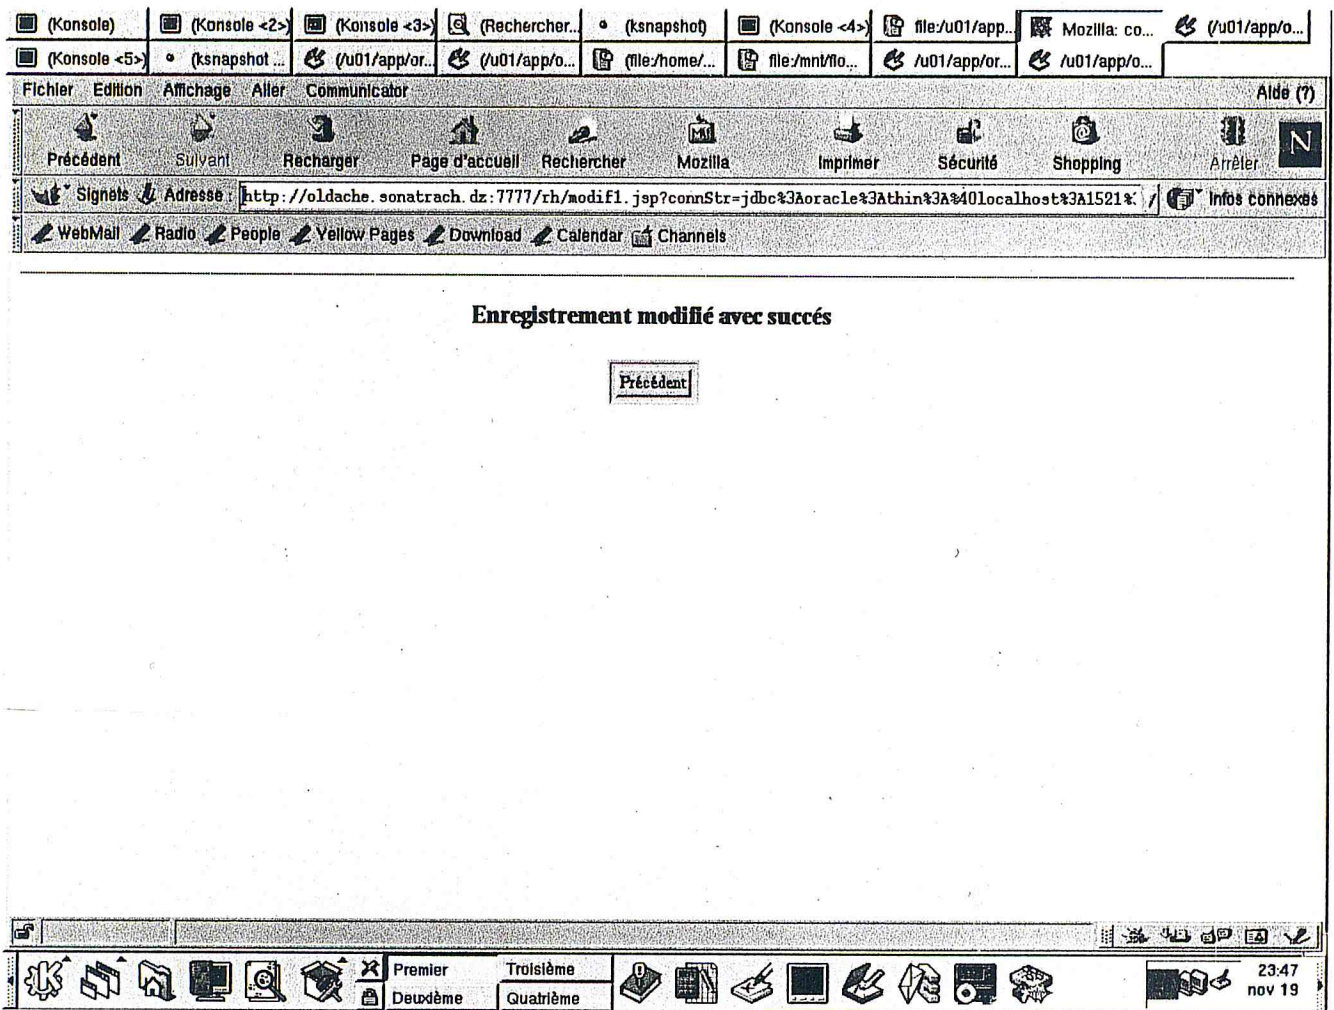 (Konsole) (Konsole <2>) (Konsole <3>) (Rechercher... (ksnapshot) (Konsole <4>) file:/u01/app... Mozilla: co... (/u01/app/o...
(Konsole <5>) (ksnapshot ... (/u01/app/or... (/u01/app/o... (file:/home/... file:/mnt/flo... /u01/app/or... /u01/app/o...
Fichier Edition Affichage Aller Communicator Aide (?)
Précédent Suivant Recharger Page d'accueil Rechercher Mozilla Imprimer Sécurité Shopping Arrêter N
Signets Adresse : http://oldache.sonatrach.dz:7777/rh/modif1.jsp?connStr=jdbc%3Aoracle%3Athin%3A%40localhost%3A1521%: Infos connexes
WebMail Radio People Yellow Pages Download Calendar Channels
Enregistrement modifié avec succés
Précédent
Premier Troisième 23:47
Deuxième Quatrième nov 19